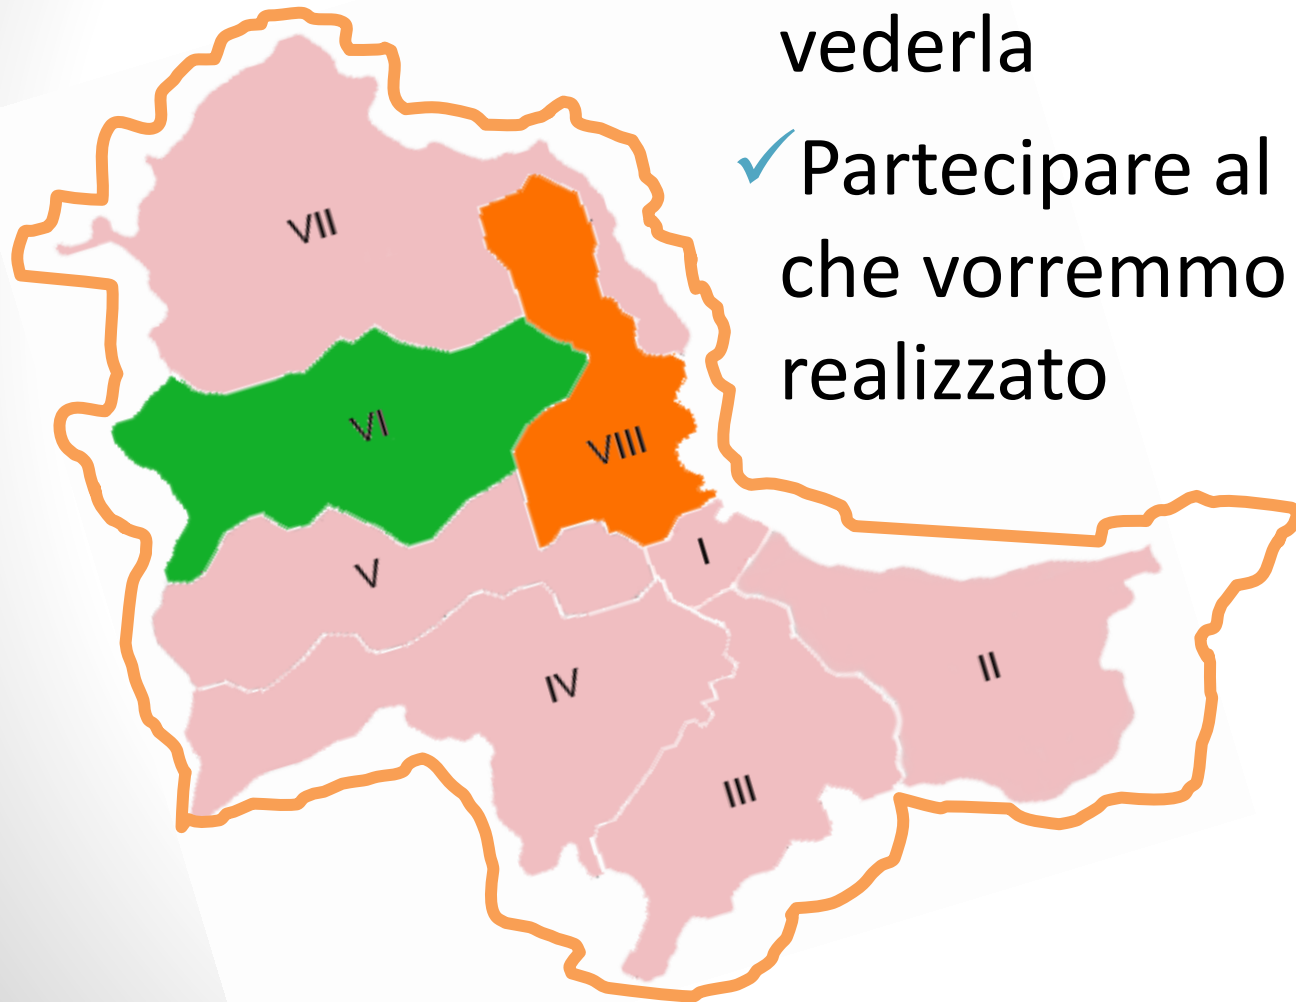 vederla
✓Partecipare al
che vorremmo
realizzato
VII
VI
VIII
V
I
IV
II
III